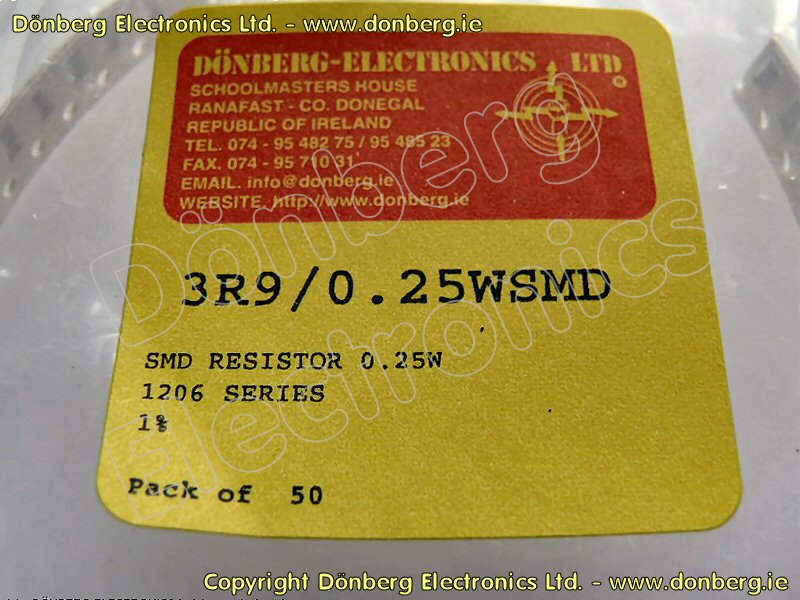 Dönberg Electronics Ltd. - www.donberg.ie
DÖNBERG-ELECTRONICS LTD
®
SCHOOLMASTERS HOUSE
RANAFAST - CO. DONEGAL
REPUBLIC OF IRELAND
TEL. 074 - 95 482 75 / 95 485 23
FAX. 074 - 95 710 31
EMAIL. info@donberg.ie
WEBSITE. http://www.donberg.ie
Dönberg
Electronics
3R9/0.25WSMD
SMD RESISTOR 0.25W
1206 SERIES
1%
Pack of 50
Copyright Dönberg Electronics Ltd. - www.donberg.ie